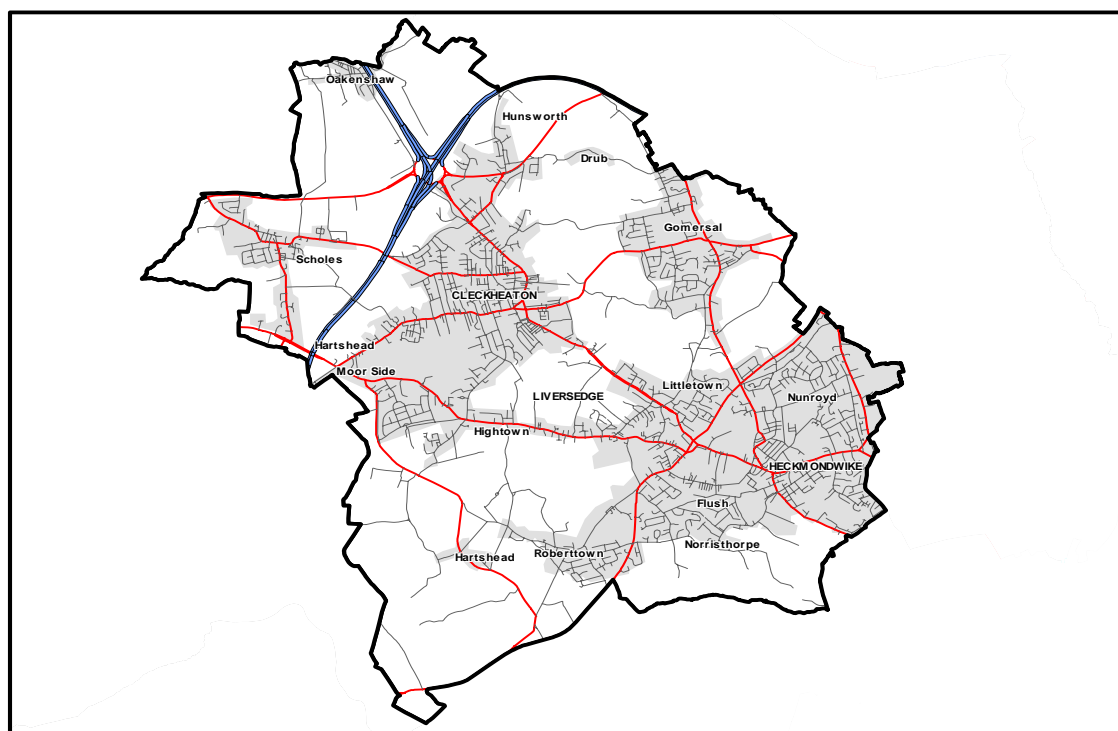 Oakenshaw
Hunsworth
Drub
Gomersal
Scholes
CLECKHEATON
Hartshead
Moor Side
Littletown
LIVERSEDGE
Nunroyd
Hightown
HECKMONDWIKE
Flush
Norristhorpe
Roberttown
Hartshead